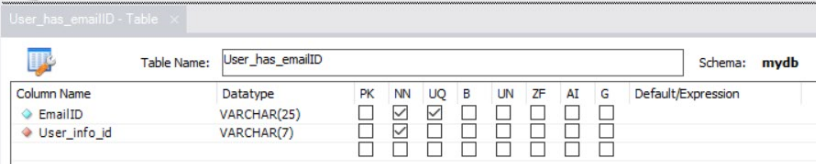 User_has_emailID - Table ×
Table Name: User_has_emailID Schema: mydb
Column Name Datatype PK NN UQ B UN ZF AI G Default/Expression
EmailID VARCHAR(25)
User_info_id VARCHAR(7)